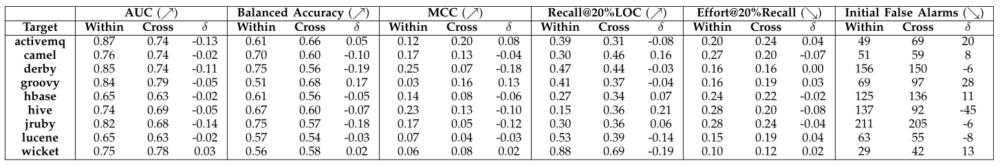 AUC (↗) Balanced Accuracy (↗) MCC (↗) Recall@20%LOC (↗) Effort@20%Recall (↘) Initial False Alarms (↘)
Target Within Cross δ Within Cross δ Within Cross δ Within Cross δ Within Cross δ Within Cross δ
activemq 0.87 0.74 -0.13 0.61 0.66 0.05 0.12 0.20 0.08 0.39 0.31 -0.08 0.20 0.24 0.04 49 69 20
camel 0.76 0.74 -0.02 0.70 0.60 -0.10 0.17 0.13 -0.04 0.30 0.46 0.16 0.27 0.20 -0.07 51 59 8
derby 0.85 0.74 -0.11 0.75 0.56 -0.19 0.25 0.07 -0.18 0.47 0.44 -0.03 0.16 0.16 0.00 156 150 -6
groovy 0.84 0.79 -0.05 0.51 0.68 0.17 0.03 0.16 0.13 0.41 0.37 -0.04 0.16 0.19 0.03 69 97 28
hbase 0.65 0.63 -0.02 0.61 0.56 -0.05 0.14 0.08 -0.06 0.27 0.34 0.07 0.24 0.22 -0.02 125 136 11
hive 0.74 0.69 -0.05 0.67 0.60 -0.07 0.23 0.13 -0.10 0.15 0.36 0.21 0.28 0.20 -0.08 137 92 -45
jruby 0.82 0.68 -0.14 0.75 0.57 -0.18 0.17 0.05 -0.12 0.30 0.36 0.06 0.28 0.24 -0.04 211 205 -6
lucene 0.65 0.63 -0.02 0.57 0.54 -0.03 0.07 0.04 -0.03 0.53 0.39 -0.14 0.15 0.19 0.04 63 55 -8
wicket 0.75 0.78 0.03 0.56 0.58 0.02 0.06 0.08 0.02 0.88 0.69 -0.19 0.10 0.12 0.02 29 42 13